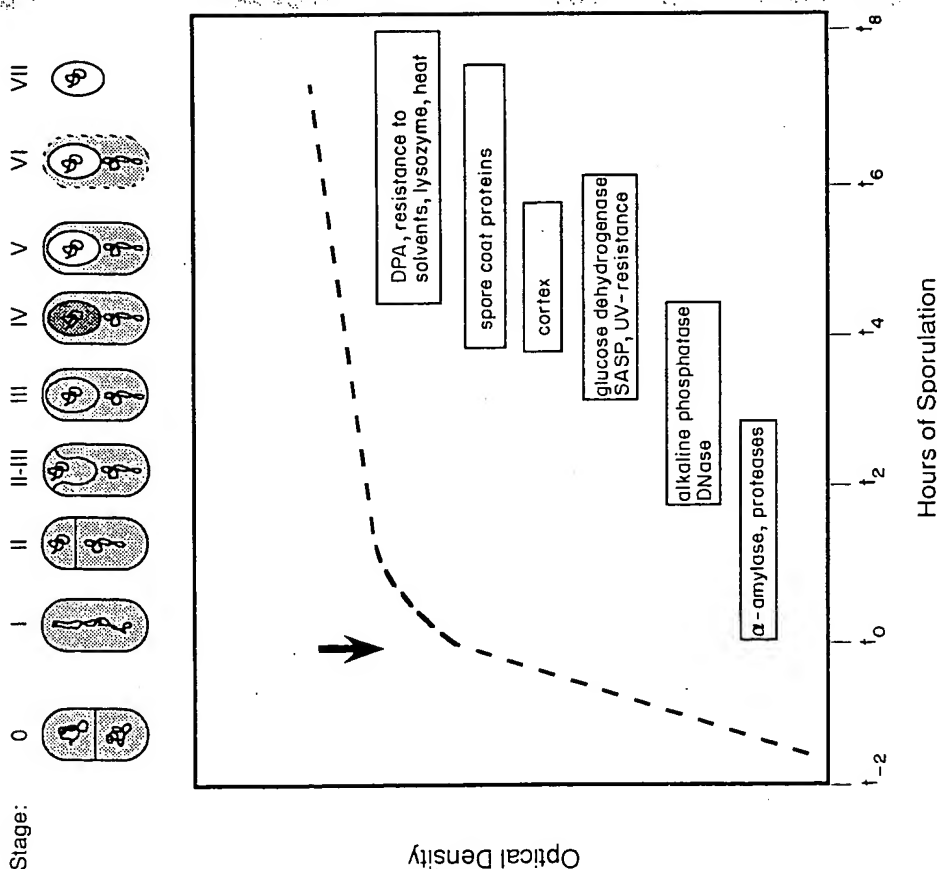 Stage:
0 I II II-III III IV V VI VII
Optical Density
DPA, resistance to
solvents, lysozyme, heat
spore coat proteins
cortex
glucose dehydrogenase
SASP, UV-resistance
alkaline phosphatase
DNase
α-amylase, proteases
t-2 t0 t2 t4 t6 t8
Hours of Sporulation